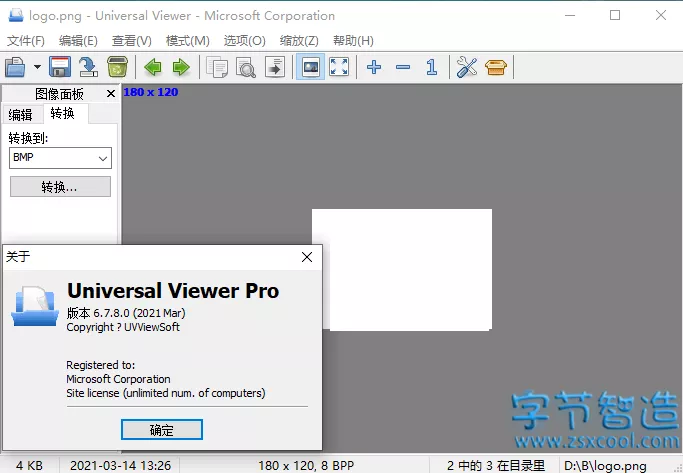 logo.png - Universal Viewer - Microsoft Corporation
文件(F) 编辑(E) 查看(V) 模式(M) 选项(O) 缩放(Z) 帮助(H)
1
图像面板
180 x 120
编辑 转换
转换到:
BMP
转换...
关于
Universal Viewer Pro
版本 6.7.8.0 (2021 Mar)
Copyright ? UVViewSoft
Registered to:
Microsoft Corporation
Site license (unlimited num. of computers)
确定
字节智造
www.zsxcool.com
4 KB 2021-03-14 13:26 180 x 120, 8 BPP 2 中的 3 在目录里 D:\B\logo.png